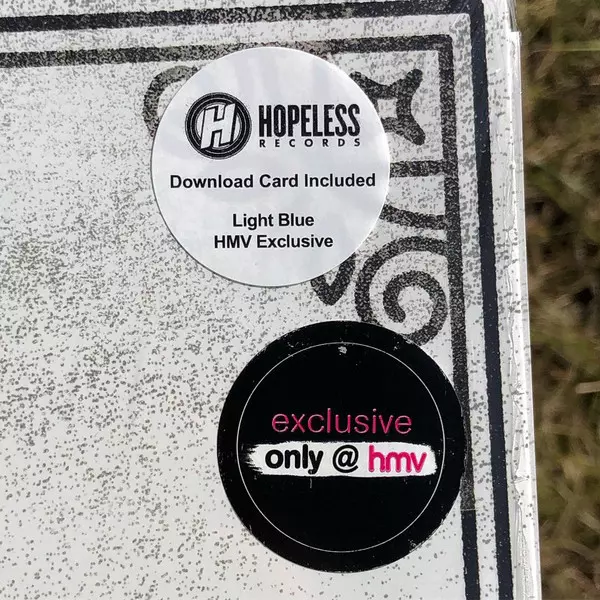 H HOPELESS
RECORDS
Download Card Included
Light Blue
HMV Exclusive
exclusive
only @ hmv